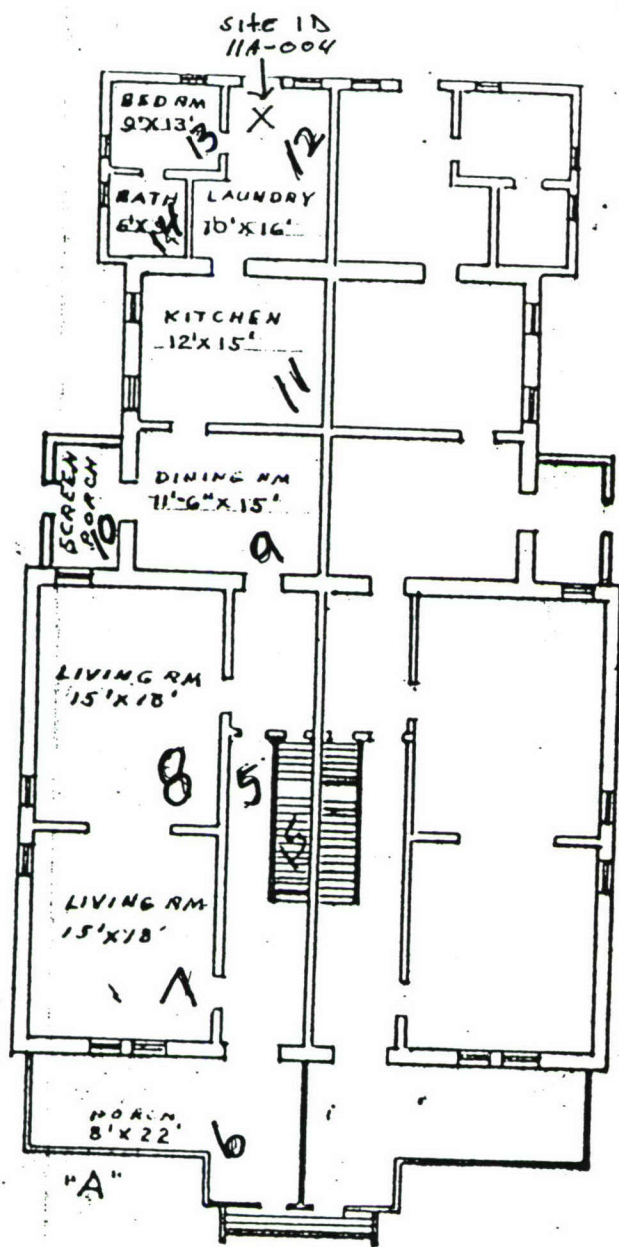 SITE ID
11A-004
X
BED RM
9'X13'
13
12
BATH
6'X
LAUNDRY
10'X16'
KITCHEN
12'X15'
11
SCREEN
PORCH
10
DINING RM
11'-6"X15'
9
LIVING RM
15'X18'
8
5
LIVING RM
15'X18'
PORCH
8'X22'
6
"A"